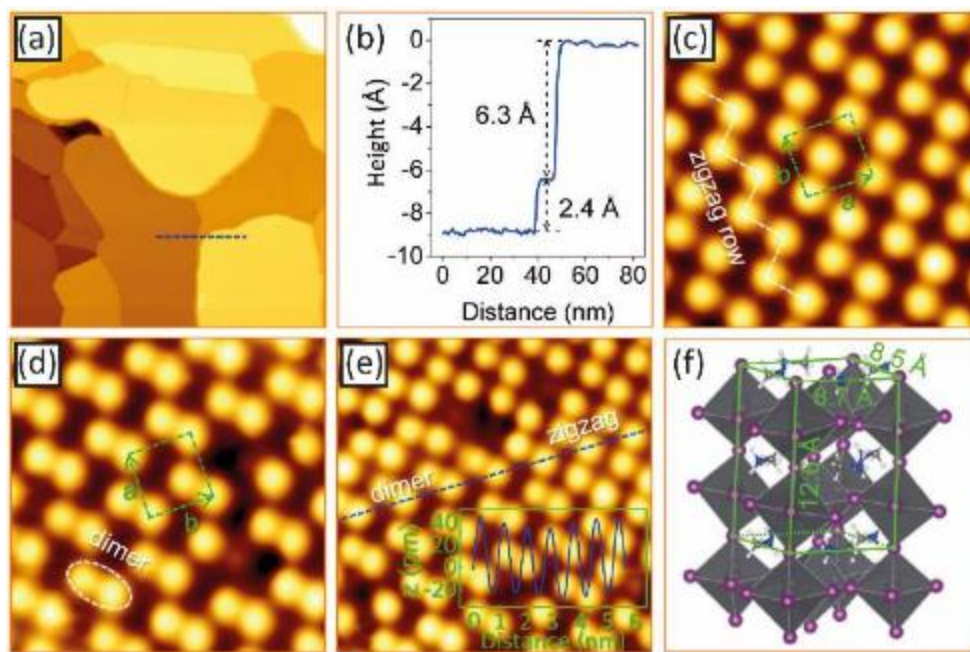 (a)
(b)
0
-2
-4
-6
-8
-10
Height (Å)
6.3 Å
2.4 Å
0 20 40 60 80
Distance (nm)
(c)
zigzag row
b
a
(d)
a
b
dimer
(e)
zigzag
dimer
Z (pm)
40
20
0
-20
0 1 2 3 4 5 6
Distance (nm)
(f)
8.5 Å
8.7 Å